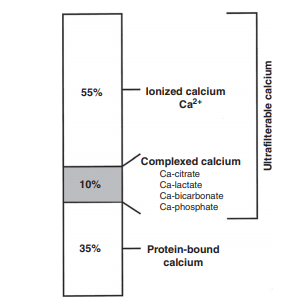 55%
Ionized calcium
Ca²⁺
Complexed calcium
Ca-citrate
Ca-lactate
Ca-bicarbonate
Ca-phosphate
10%
35%
Protein-bound
calcium
Ultrafilterable calcium